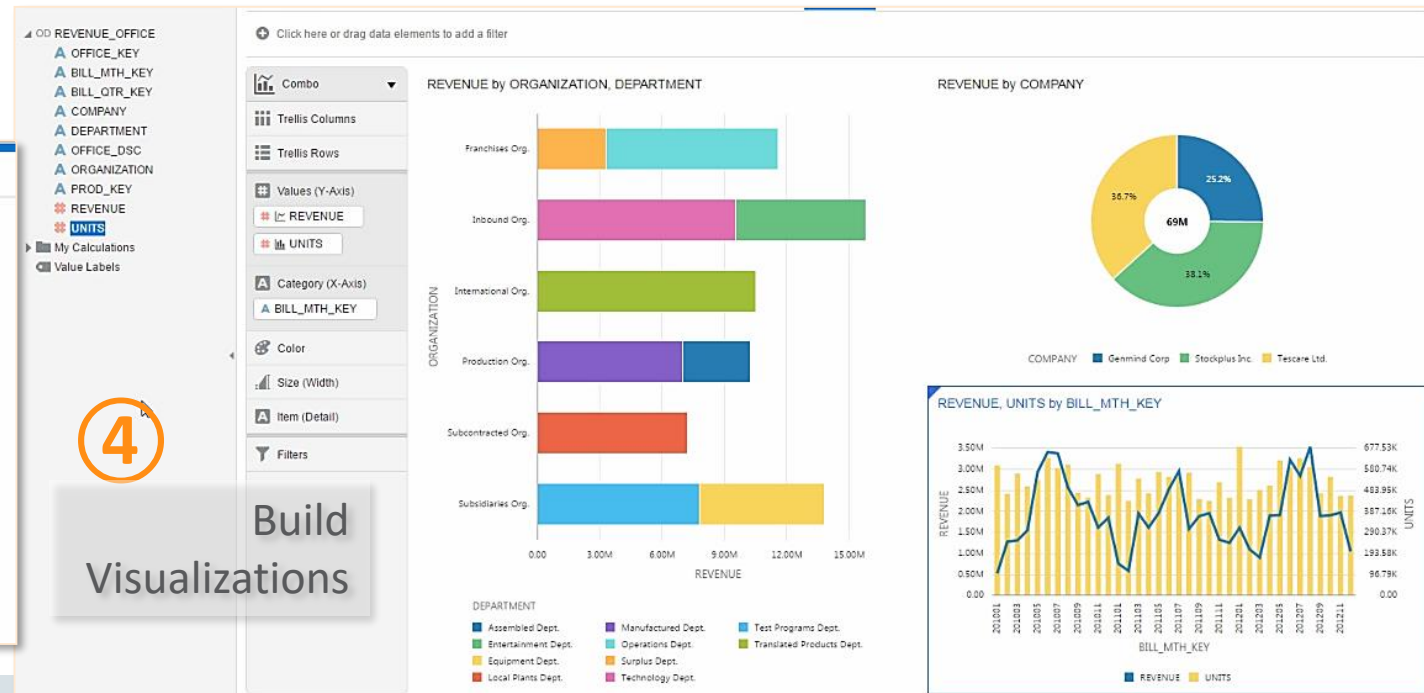 OD REVENUE_OFFICE
A OFFICE_KEY
A BILL_MTH_KEY
A BILL_QTR_KEY
A COMPANY
A DEPARTMENT
A OFFICE_DSC
A ORGANIZATION
A PROD_KEY
# REVENUE
# UNITS
My Calculations
Value Labels
4
Build
Visualizations
Click here or drag data elements to add a filter
Combo
Trellis Columns
Trellis Rows
# Values (Y-Axis)
# REVENUE
# UNITS
A Category (X-Axis)
A BILL_MTH_KEY
Color
Size (Width)
A Item (Detail)
Filters
REVENUE by ORGANIZATION, DEPARTMENT
ORGANIZATION
Franchises Org.
Inbound Org.
International Org.
Production Org.
Subcontracted Org.
Subsidiaries Org.
0.00 3.00M 6.00M 9.00M 12.00M 15.00M
REVENUE
DEPARTMENT
Assembled Dept. Manufactured Dept. Test Programs Dept.
Entertainment Dept. Operations Dept. Translated Products Dept.
Equipment Dept. Surplus Dept.
Local Plants Dept. Technology Dept.
REVENUE by COMPANY
25.2%
36.7%
69M
38.1%
COMPANY Genmind Corp Stockplus Inc. Tescare Ltd.
REVENUE, UNITS by BILL_MTH_KEY
REVENUE
3.50M
3.00M
2.50M
2.00M
1.50M
1.00M
0.50M
0.00
677.53K
580.74K
483.95K
387.16K
290.37K
193.58K
96.79K
0.00
UNITS
201001 201003 201005 201007 201009 201011 201101 201103 201105 201107 201109 201111 201201 201203 201205 201207 201209 201211
BILL_MTH_KEY
REVENUE UNITS